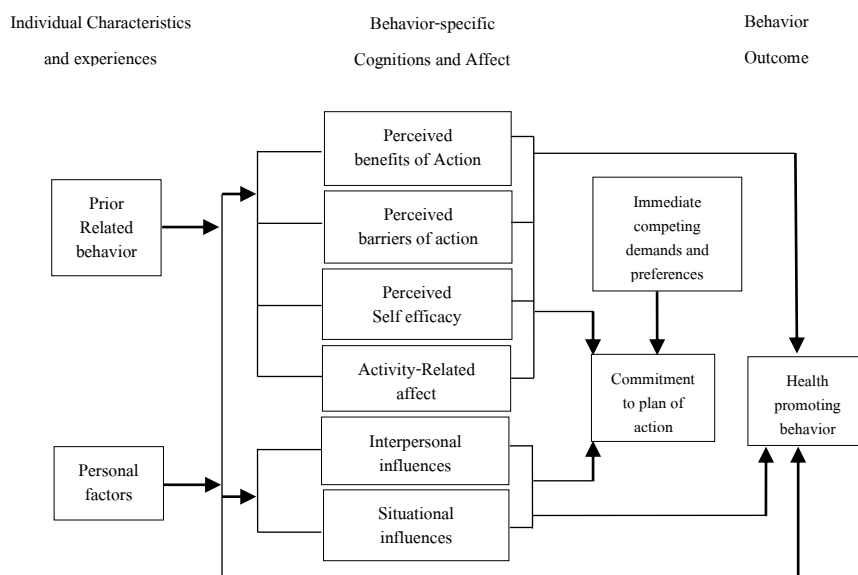 Individual Characteristics
and experiences
Behavior-specific
Cognitions and Affect
Behavior
Outcome
Prior
Related
behavior
Personal
factors
Perceived
benefits of Action
Perceived
barriers of action
Perceived
Self efficacy
Activity-Related
affect
Interpersonal
influences
Situational
influences
Immediate
competing
demands and
preferences
Commitment
to plan of
action
Health
promoting
behavior